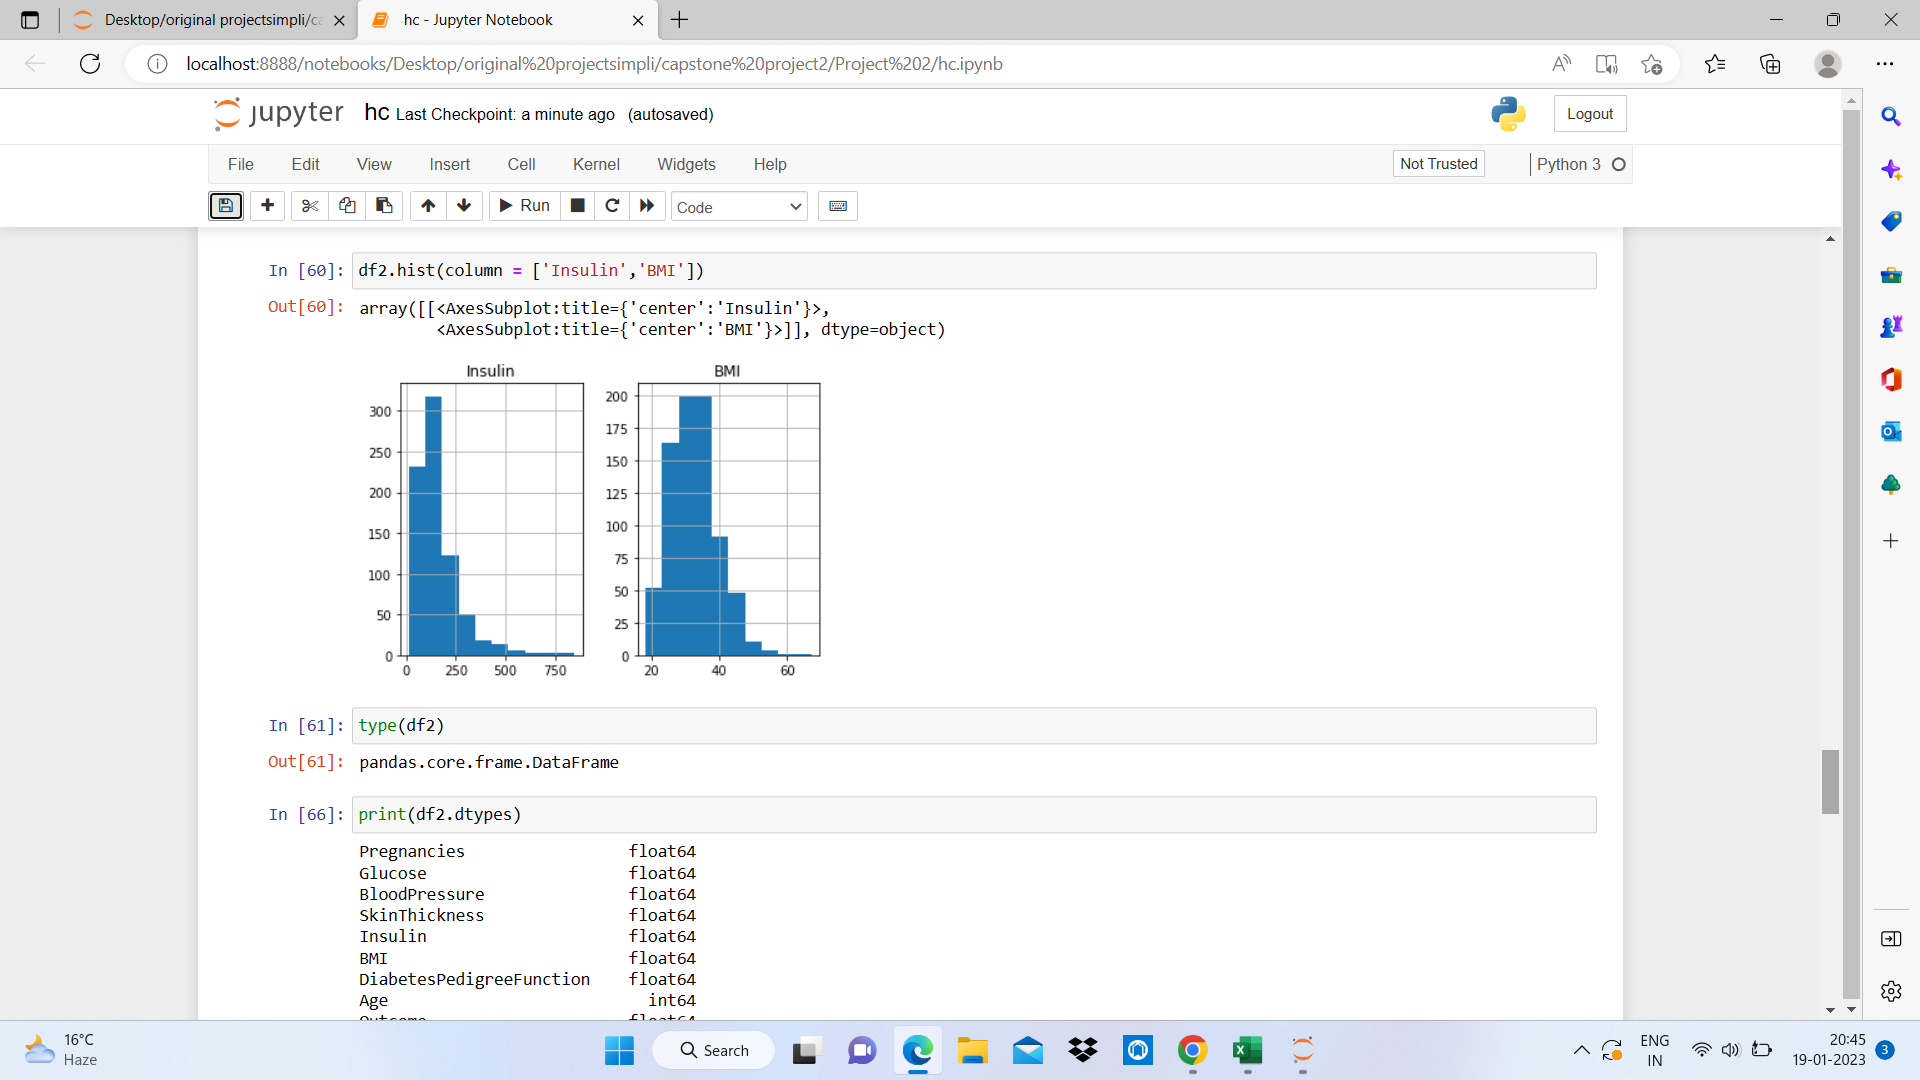 Desktop/original projectsimpli/ca
hc - Jupyter Notebook
localhost:8888/notebooks/Desktop/original%20projectsimpli/capstone%20project2/Project%202/hc.ipynb
jupyter hc Last Checkpoint: a minute ago (autosaved)
Logout
File Edit View Insert Cell Kernel Widgets Help
Not Trusted
Python 3
Run
Code
In [60]: df2.hist(column = ['Insulin','BMI'])
Out[60]: array([[<AxesSubplot:title={'center':'Insulin'}>,
<AxesSubplot:title={'center':'BMI'}>]], dtype=object)
Insulin
300
250
200
150
100
50
0
0 250 500 750
BMI
200
175
150
125
100
75
50
25
0
20 40 60
In [61]: type(df2)
Out[61]: pandas.core.frame.DataFrame
In [66]: print(df2.dtypes)
Pregnancies float64
Glucose float64
BloodPressure float64
SkinThickness float64
Insulin float64
BMI float64
DiabetesPedigreeFunction float64
Age int64
Outcome float64
16°C
Haze
Search
ENG
IN
20:45
19-01-2023
3